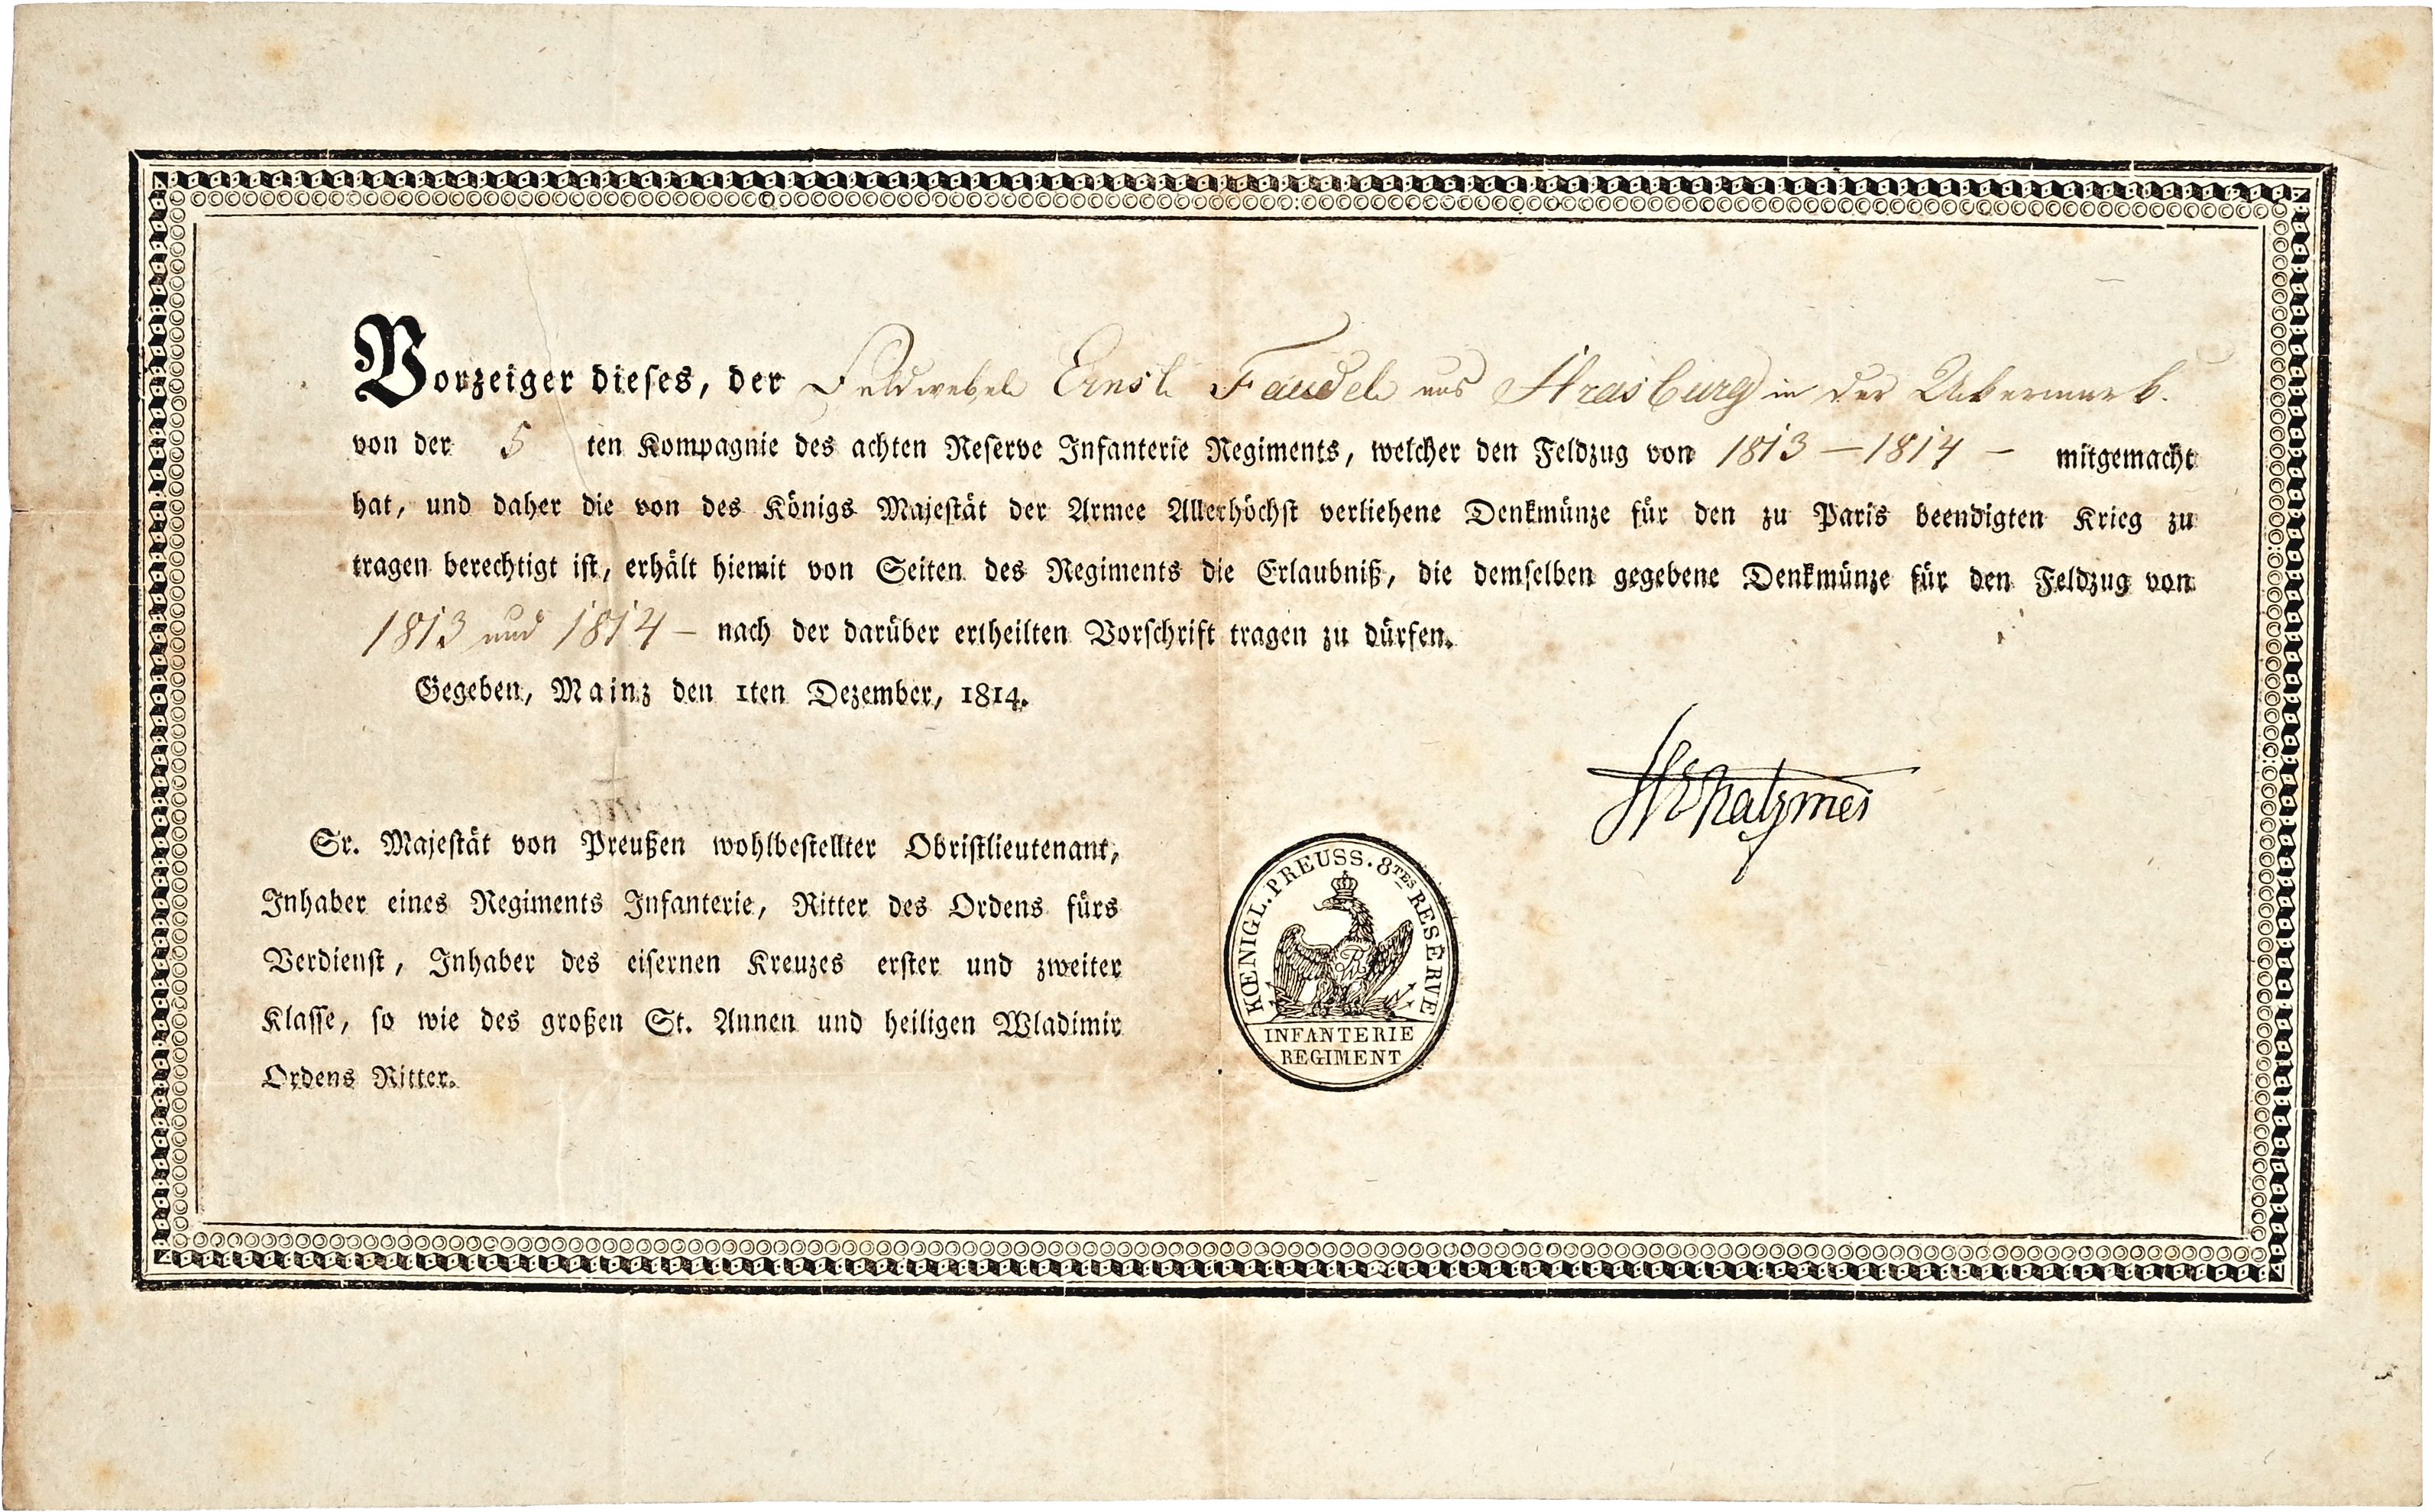 Vorzeiger dieses, der Feldwebel Ernst Faudel aus Strasburg in der Uckermark.
von der 5 ten Kompagnie des achten Reserve Infanterie Regiments, welcher den Feldzug von 1813 – 1814 – mitgemacht
hat, und daher die von des Königs Majestät der Armee Allerhöchst verliehene Denkmünze für den zu Paris beendigten Krieg zu
tragen berechtigt ist, erhält hiemit von Seiten des Regiments die Erlaubniß, die demselben gegebene Denkmünze für den Feldzug von
1813 und 1814 – nach der darüber ertheilten Vorschrift tragen zu dürfen.
Gegeben, Mainz den 1ten Dezember, 1814.
Sr. Majestät von Preußen wohlbestellter Obristlieutenant,
Inhaber eines Regiments Infanterie, Ritter des Ordens fürs
Verdienst, Inhaber des eisernen Kreuzes erster und zweiter
Klasse, so wie des großen St. Annen und heiligen Wladimir
Ordens Ritter.
KŒNIGL. PREUSS. 8TES RESERVE
INFANTERIE
REGIMENT